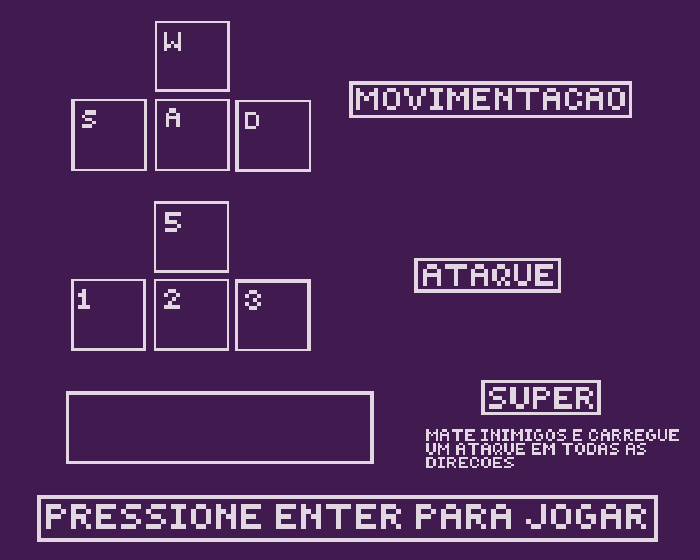 W
S A D
MOVIMENTACAO
5
1 2 3
ATAQUE
SUPER
MATE INIMIGOS E CARREGUE
UM ATAQUE EM TODAS AS
DIRECOES
PRESSIONE ENTER PARA JOGAR